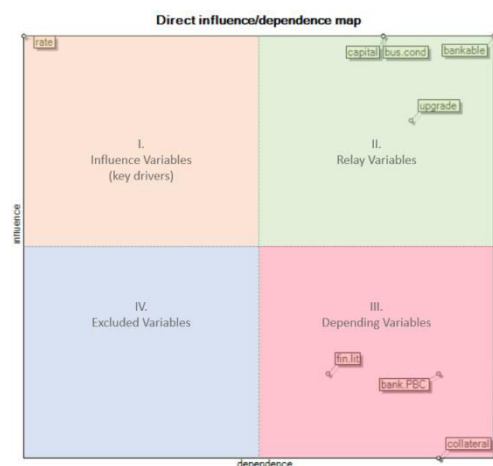 Direct influence/dependence map
rate
capital bus.cond bankable
upgrade
I.
Influence Variables
(key drivers)
II.
Relay Variables
influence
IV.
Excluded Variables
III.
Depending Variables
fin.lit
bank.PBC
collateral
dependence